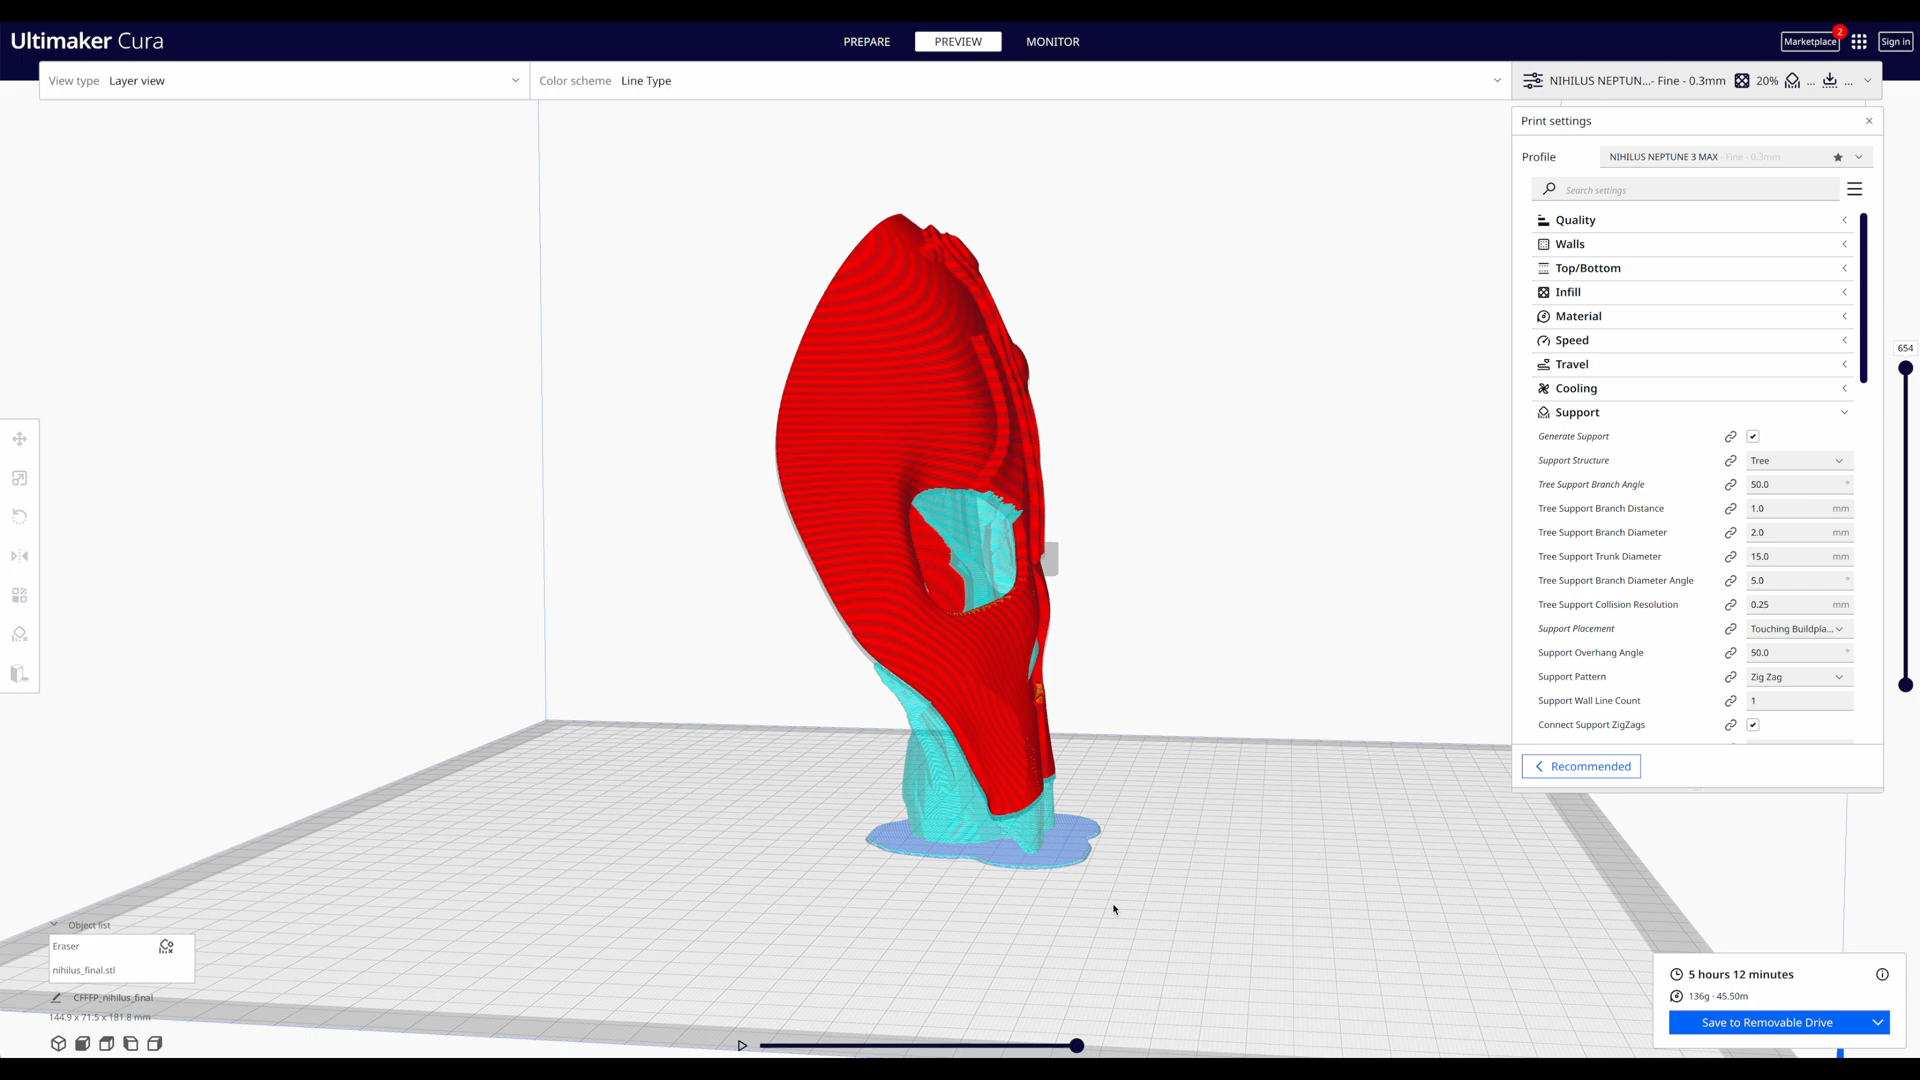 Ultimaker Cura
PREPARE
PREVIEW
MONITOR
Marketplace
2
Sign in
View type Layer view
Color scheme Line Type
NIHILUS NEPTUN...- Fine - 0.3mm
20%
...
...
Print settings
Profile
NIHILUS NEPTUNE 3 MAX - Fine - 0.3mm
Search settings
Quality
Walls
Top/Bottom
Infill
Material
Speed
Travel
Cooling
Support
Generate Support
Support Structure Tree
Tree Support Branch Angle 50.0 °
Tree Support Branch Distance 1.0 mm
Tree Support Branch Diameter 2.0 mm
Tree Support Trunk Diameter 15.0 mm
Tree Support Branch Diameter Angle 5.0 °
Tree Support Collision Resolution 0.25 mm
Support Placement Touching Buildpla...
Support Overhang Angle 50.0 °
Support Pattern Zig Zag
Support Wall Line Count 1
Connect Support ZigZags
Recommended
654
Object list
Eraser
nihilus_final.stl
CFFFP_nihilus_final
144.9 x 71.5 x 181.8 mm
5 hours 12 minutes
136g · 45.50m
Save to Removable Drive